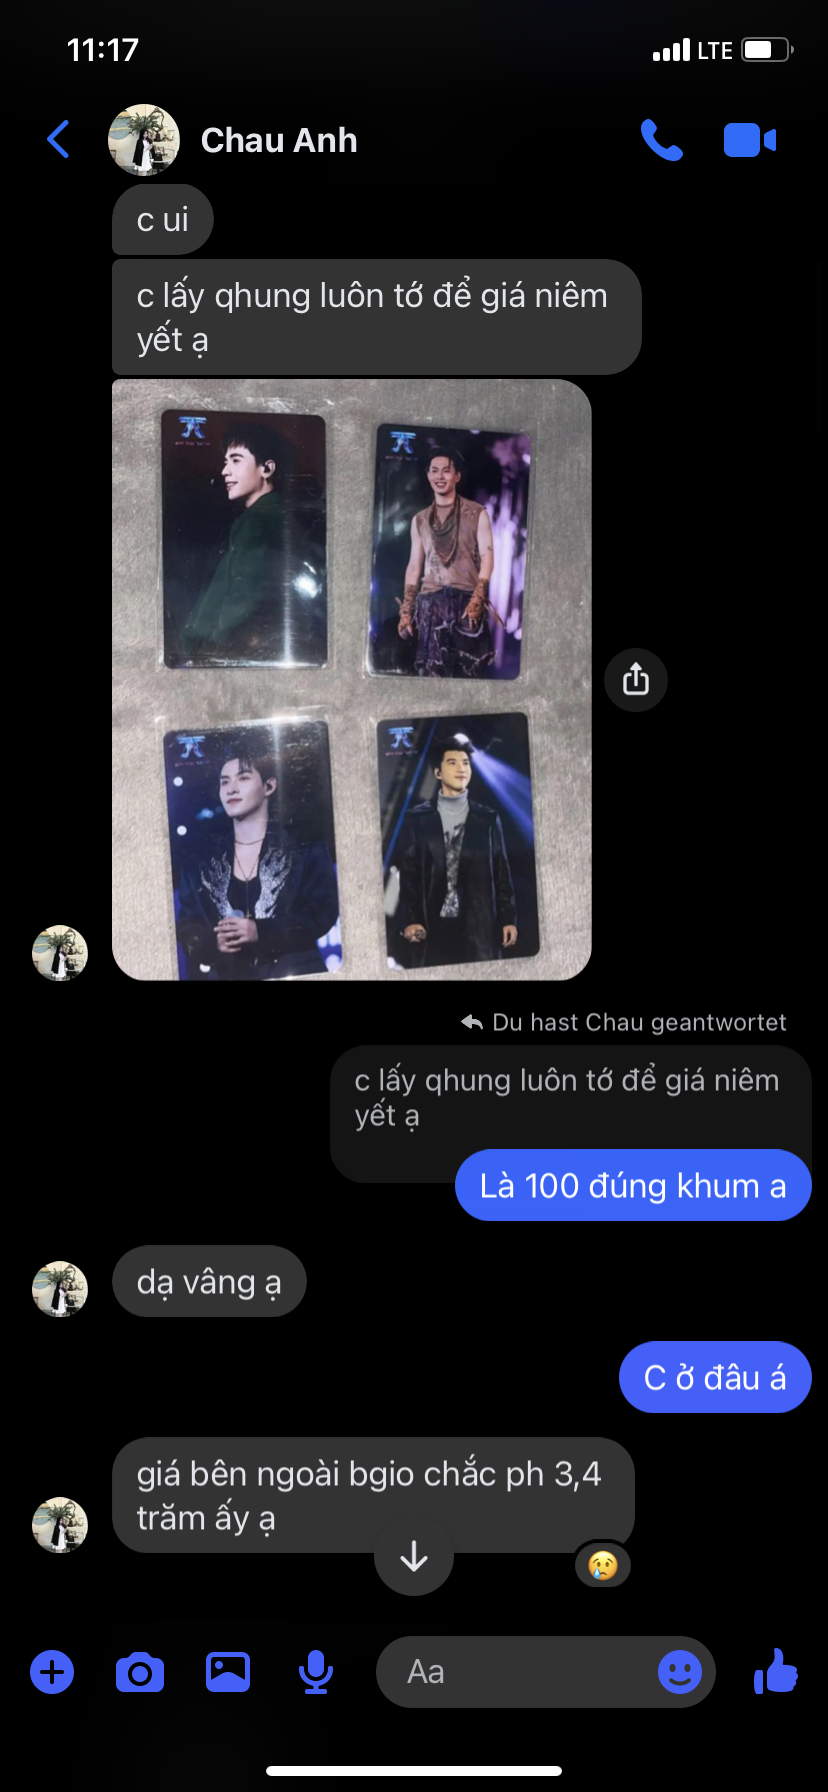 11:17
LTE
Chau Anh
c ui
c lấy qhung luôn tớ để giá niêm
yết ạ
Du hast Chau geantwortet
c lấy qhung luôn tớ để giá niêm
yết ạ
Là 100 đúng khum a
dạ vâng ạ
C ở đâu á
giá bên ngoài bgio chắc ph 3,4
trăm ấy ạ
Aa